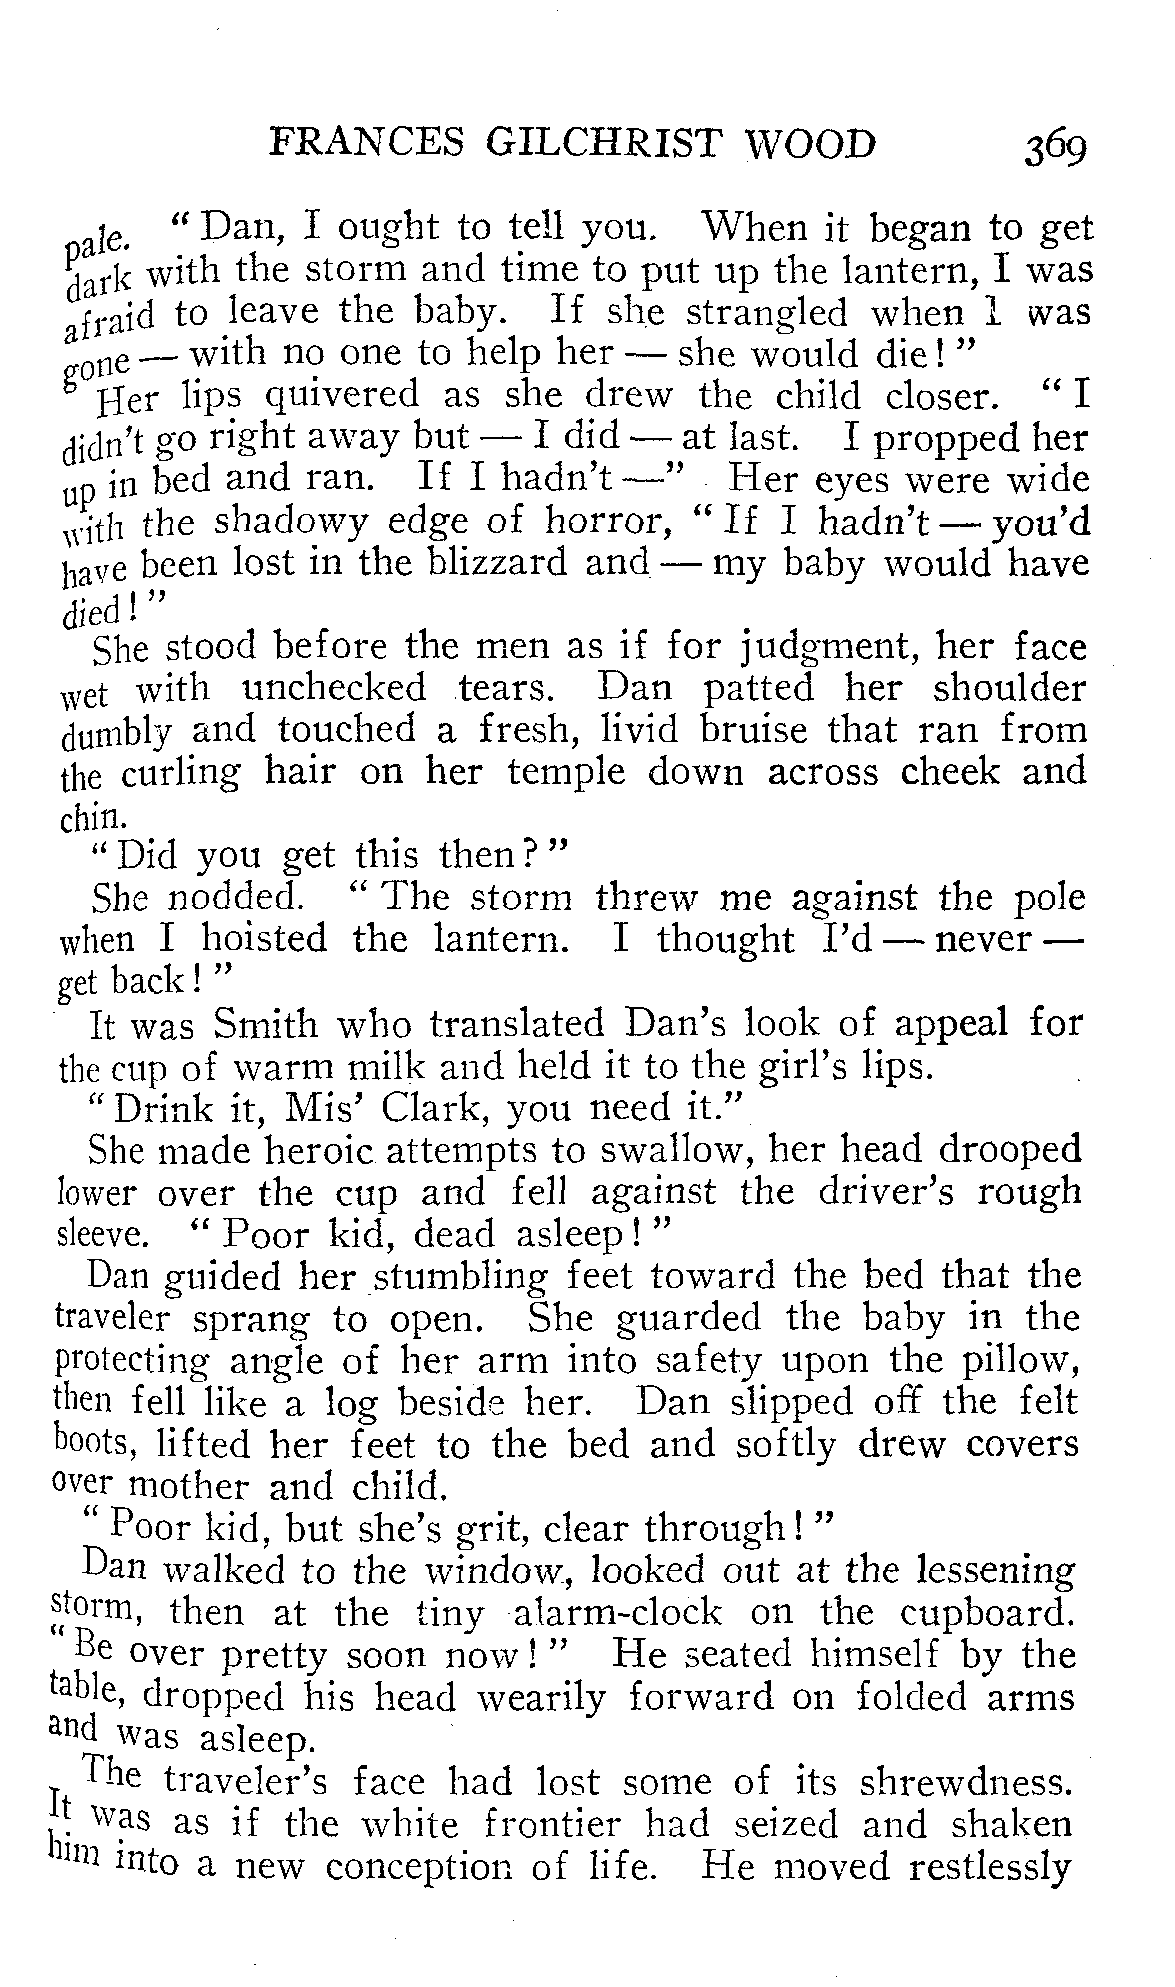 FRANCES GILCHRIST WOOD 369
pale. “ Dan, I ought to tell you. When it began to get
dark with the storm and time to put up the lantern, I was
afraid to leave the baby. If she strangled when I was
gone — with no one to help her — she would die! ”
Her lips quivered as she drew the child closer. “ I
didn’t go right away but — I did — at last. I propped her
up in bed and ran. If I hadn’t —” Her eyes were wide
with the shadowy edge of horror, “ If I hadn’t — you’d
have been lost in the blizzard and — my baby would have
died! ”
She stood before the men as if for judgment, her face
wet with unchecked tears. Dan patted her shoulder
dumbly and touched a fresh, livid bruise that ran from
the curling hair on her temple down across cheek and
chin.
“ Did you get this then? ”
She nodded. “ The storm threw me against the pole
when I hoisted the lantern. I thought I’d — never —
get back! ”
It was Smith who translated Dan’s look of appeal for
the cup of warm milk and held it to the girl’s lips.
“ Drink it, Mis’ Clark, you need it.”
She made heroic attempts to swallow, her head drooped
lower over the cup and fell against the driver’s rough
sleeve. “ Poor kid, dead asleep! ”
Dan guided her stumbling feet toward the bed that the
traveler sprang to open. She guarded the baby in the
protecting angle of her arm into safety upon the pillow,
then fell like a log beside her. Dan slipped off the felt
boots, lifted her feet to the bed and softly drew covers
over mother and child.
“ Poor kid, but she’s grit, clear through! ”
Dan walked to the window, looked out at the lessening
storm, then at the tiny alarm-clock on the cupboard.
“ Be over pretty soon now! ” He seated himself by the
table, dropped his head wearily forward on folded arms
and was asleep.
The traveler’s face had lost some of its shrewdness.
It was as if the white frontier had seized and shaken
him into a new conception of life. He moved restlessly